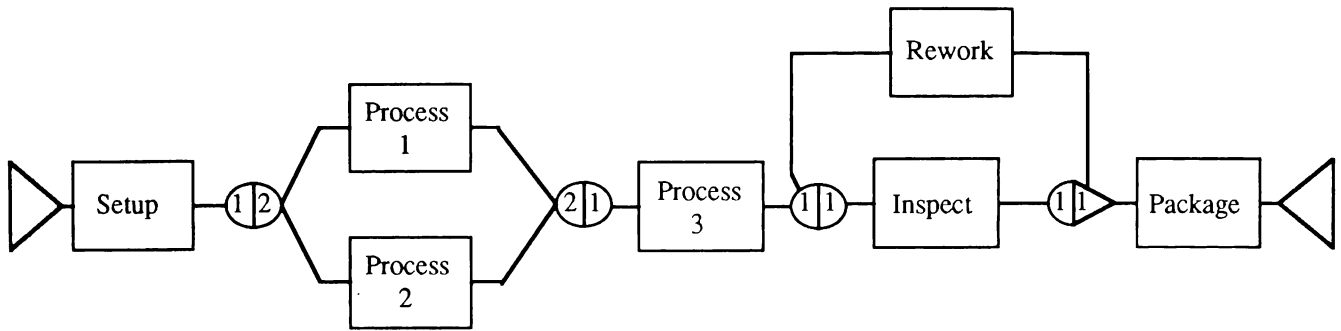 Rework
Process
1
Setup
1 2
2 1
Process
3
1 1
Inspect
1 1
Package
Process
2